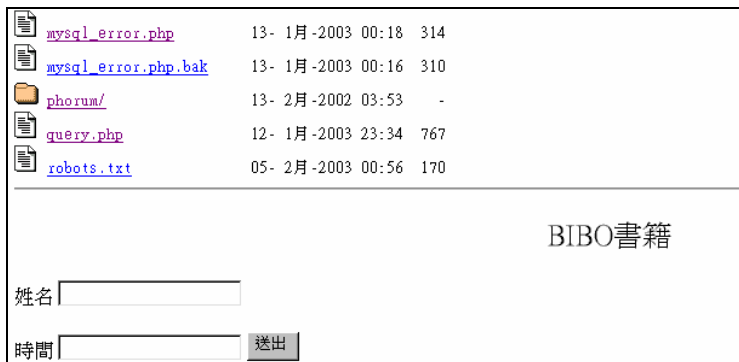 mysql_error.php 13- 1月-2003 00:18 314
mysql_error.php.bak 13- 1月-2003 00:16 310
phorum/ 13- 2月-2002 03:53 -
query.php 12- 1月-2003 23:34 767
robots.txt 05- 2月-2003 00:56 170
BIBO書籍
姓名
時間 送出